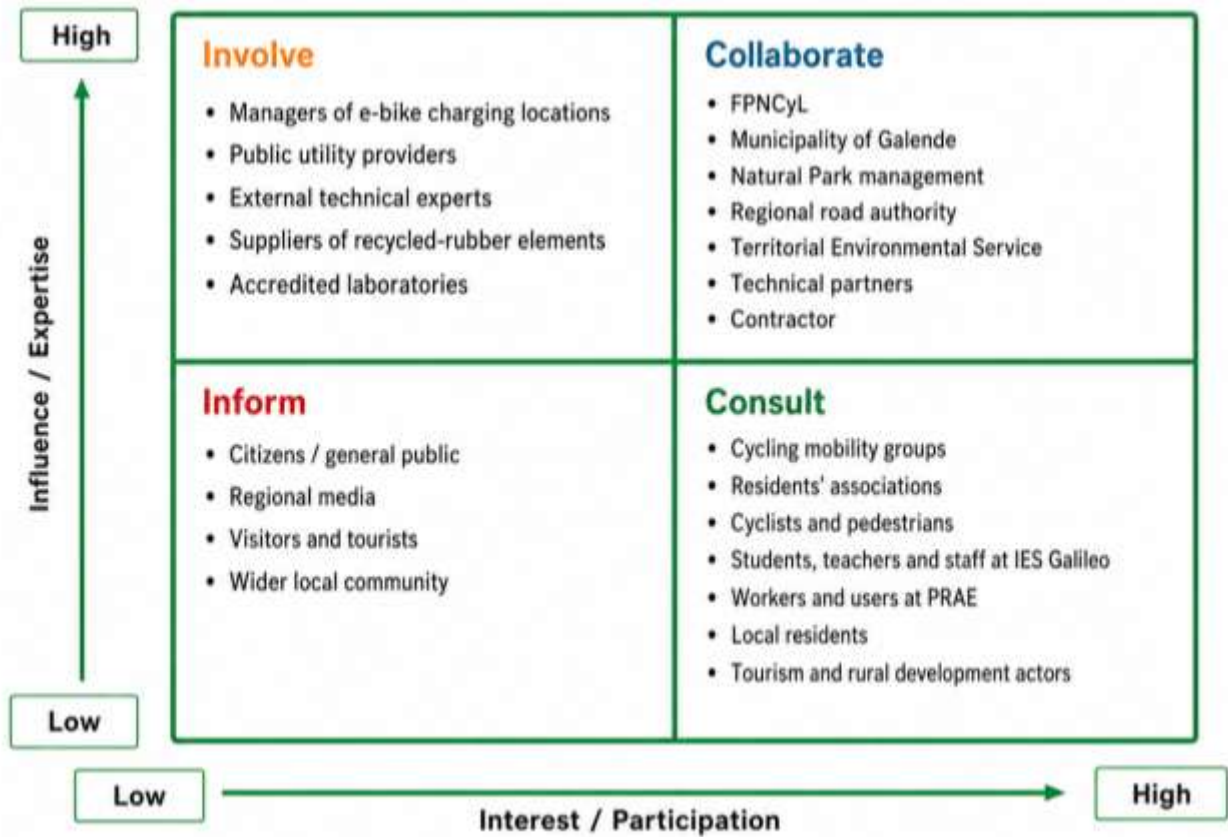 High
Involve
• Managers of e-bike charging locations
• Public utility providers
• External technical experts
• Suppliers of recycled-rubber elements
• Accredited laboratories
Collaborate
• FPNCyL
• Municipality of Galende
• Natural Park management
• Regional road authority
• Territorial Environmental Service
• Technical partners
• Contractor
Influence / Expertise
Inform
• Citizens / general public
• Regional media
• Visitors and tourists
• Wider local community
Consult
• Cycling mobility groups
• Residents' associations
• Cyclists and pedestrians
• Students, teachers and staff at IES Galileo
• Workers and users at PRAE
• Local residents
• Tourism and rural development actors
Low
Low
Interest / Participation
High